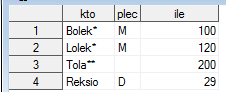 kto plec ile
1 Bolek* M 100
2 Lolek* M 120
3 Tola** 200
4 Reksio D 29